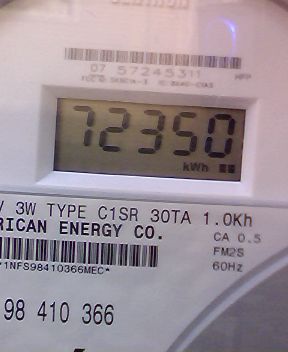 07 57245311
72350
kWh
V 3W TYPE C1SR 30TA 1.0Kh
RICAN ENERGY CO.
CA 0.5
FM2S
60Hz
1NFS98410366MEC*
98 410 366